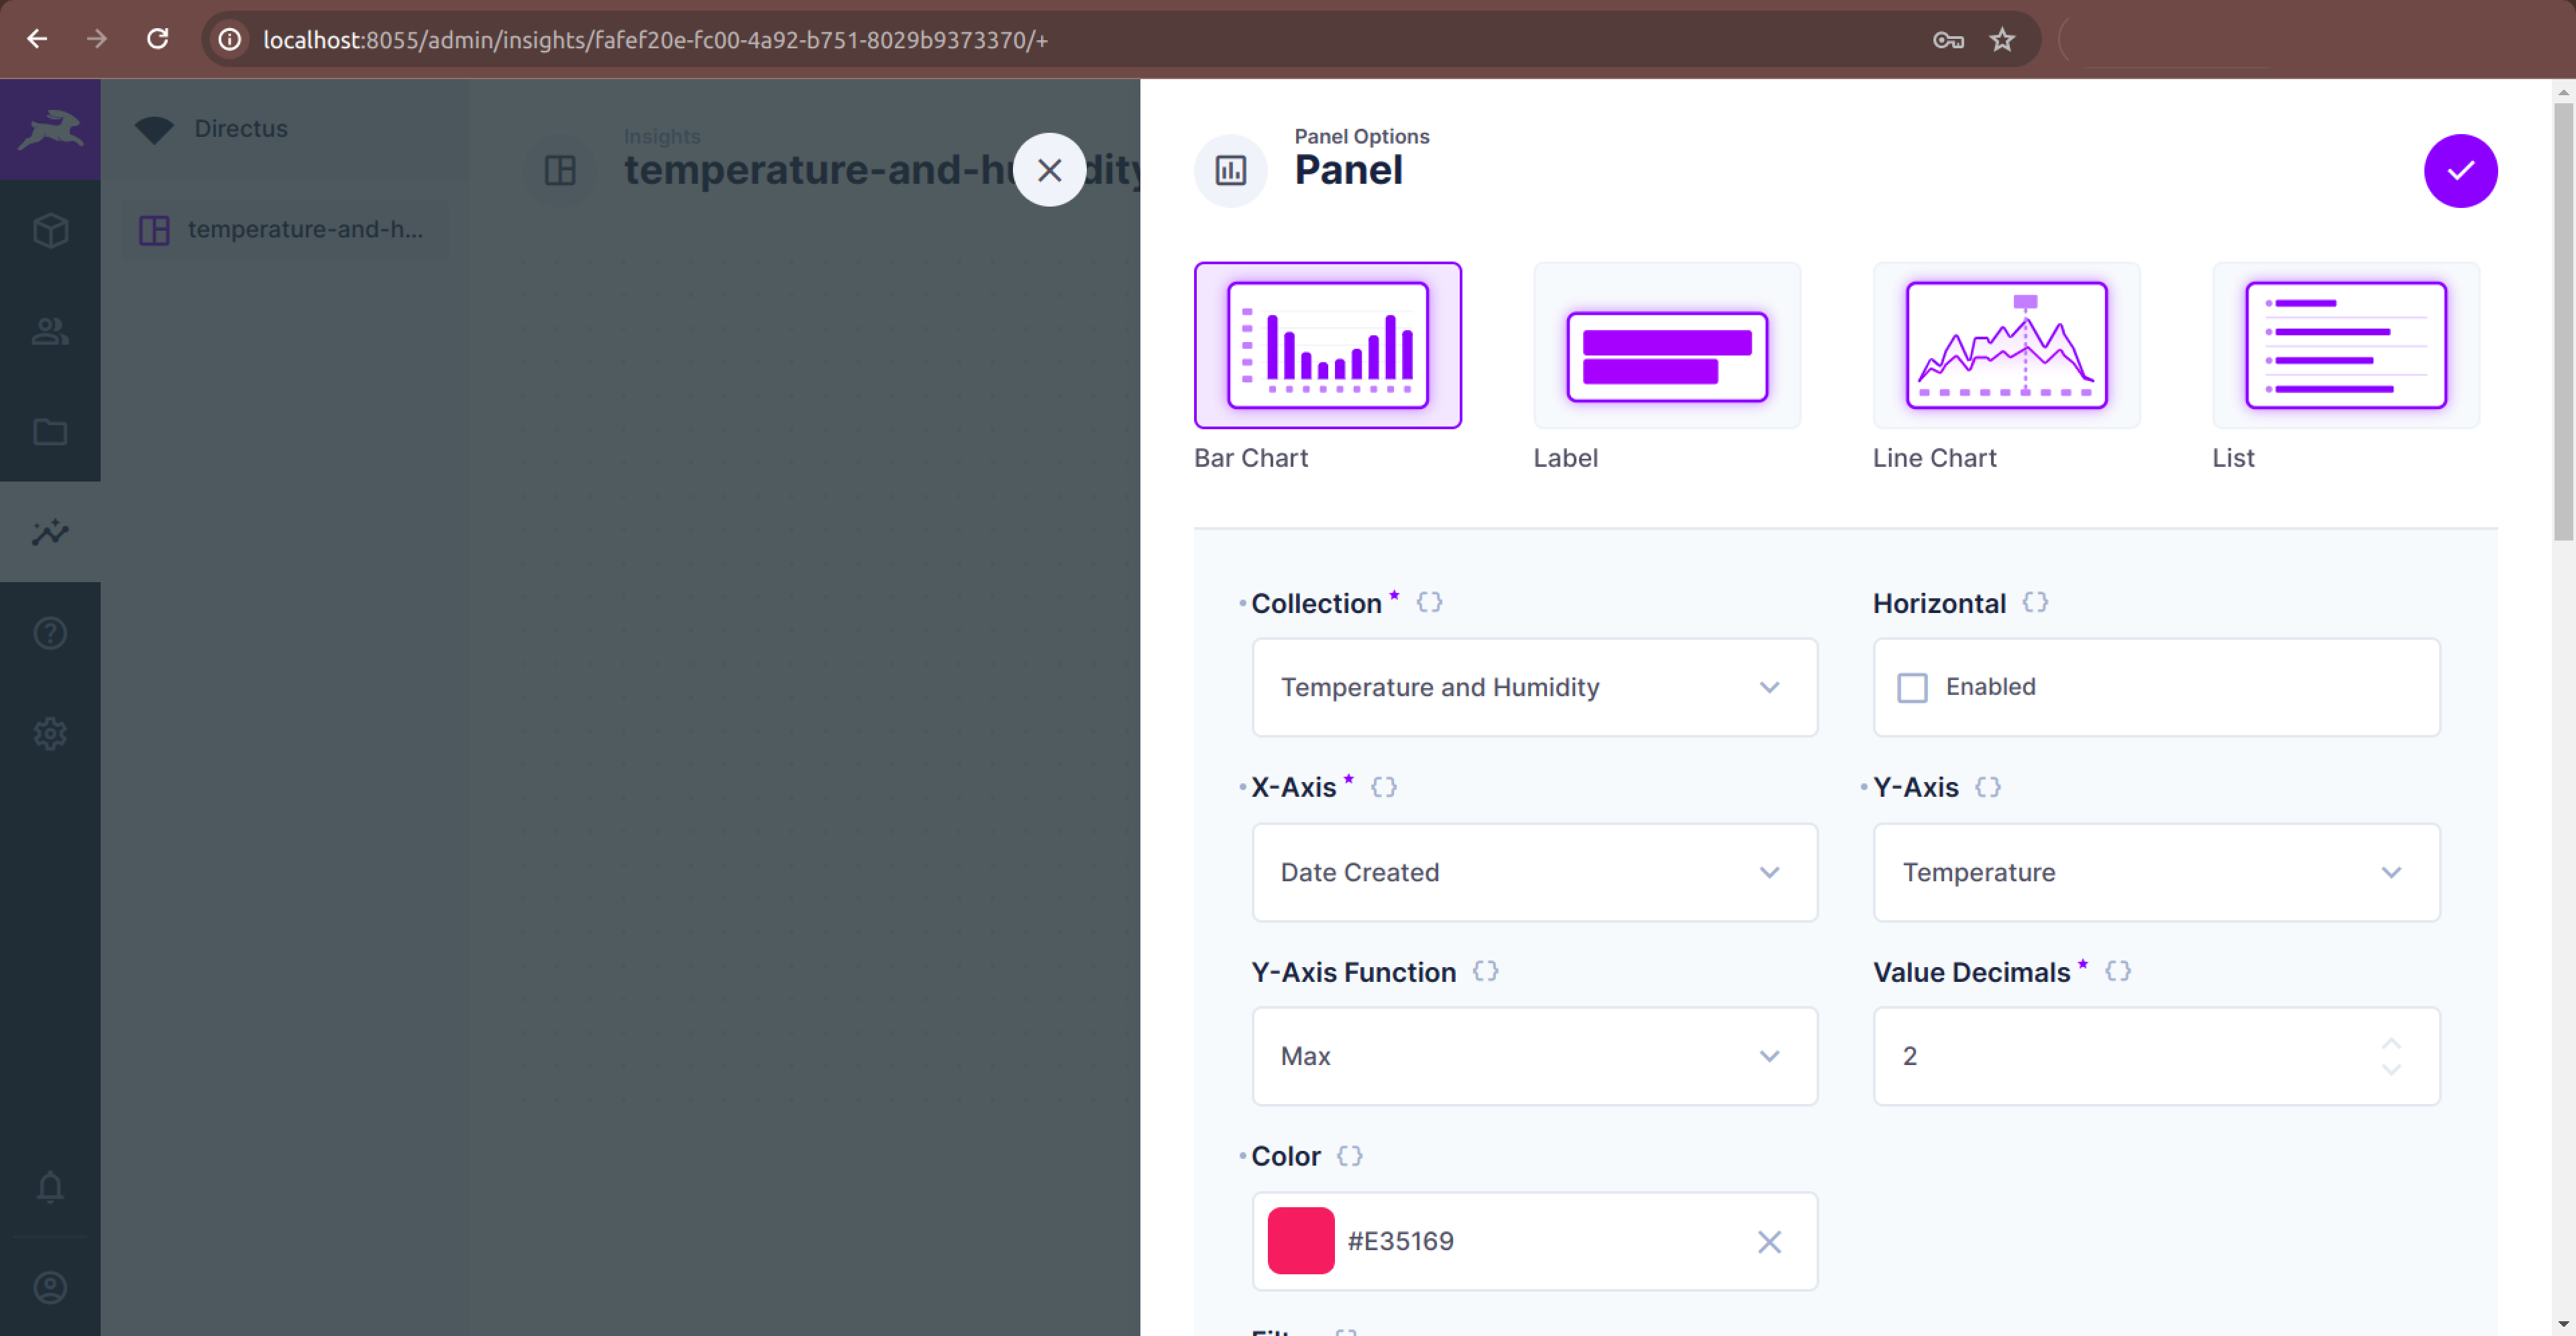 localhost:8055/admin/insights/fafef20e-fc00-4a92-b751-8029b9373370/+
Directus
temperature-and-h...
Insights
temperature-and-hu dity
Panel Options
Panel
Bar Chart
Label
Line Chart
List
Collection *
Horizontal
Temperature and Humidity
Enabled
X-Axis *
Y-Axis
Date Created
Temperature
Y-Axis Function
Value Decimals *
Max
2
Color
#E35169